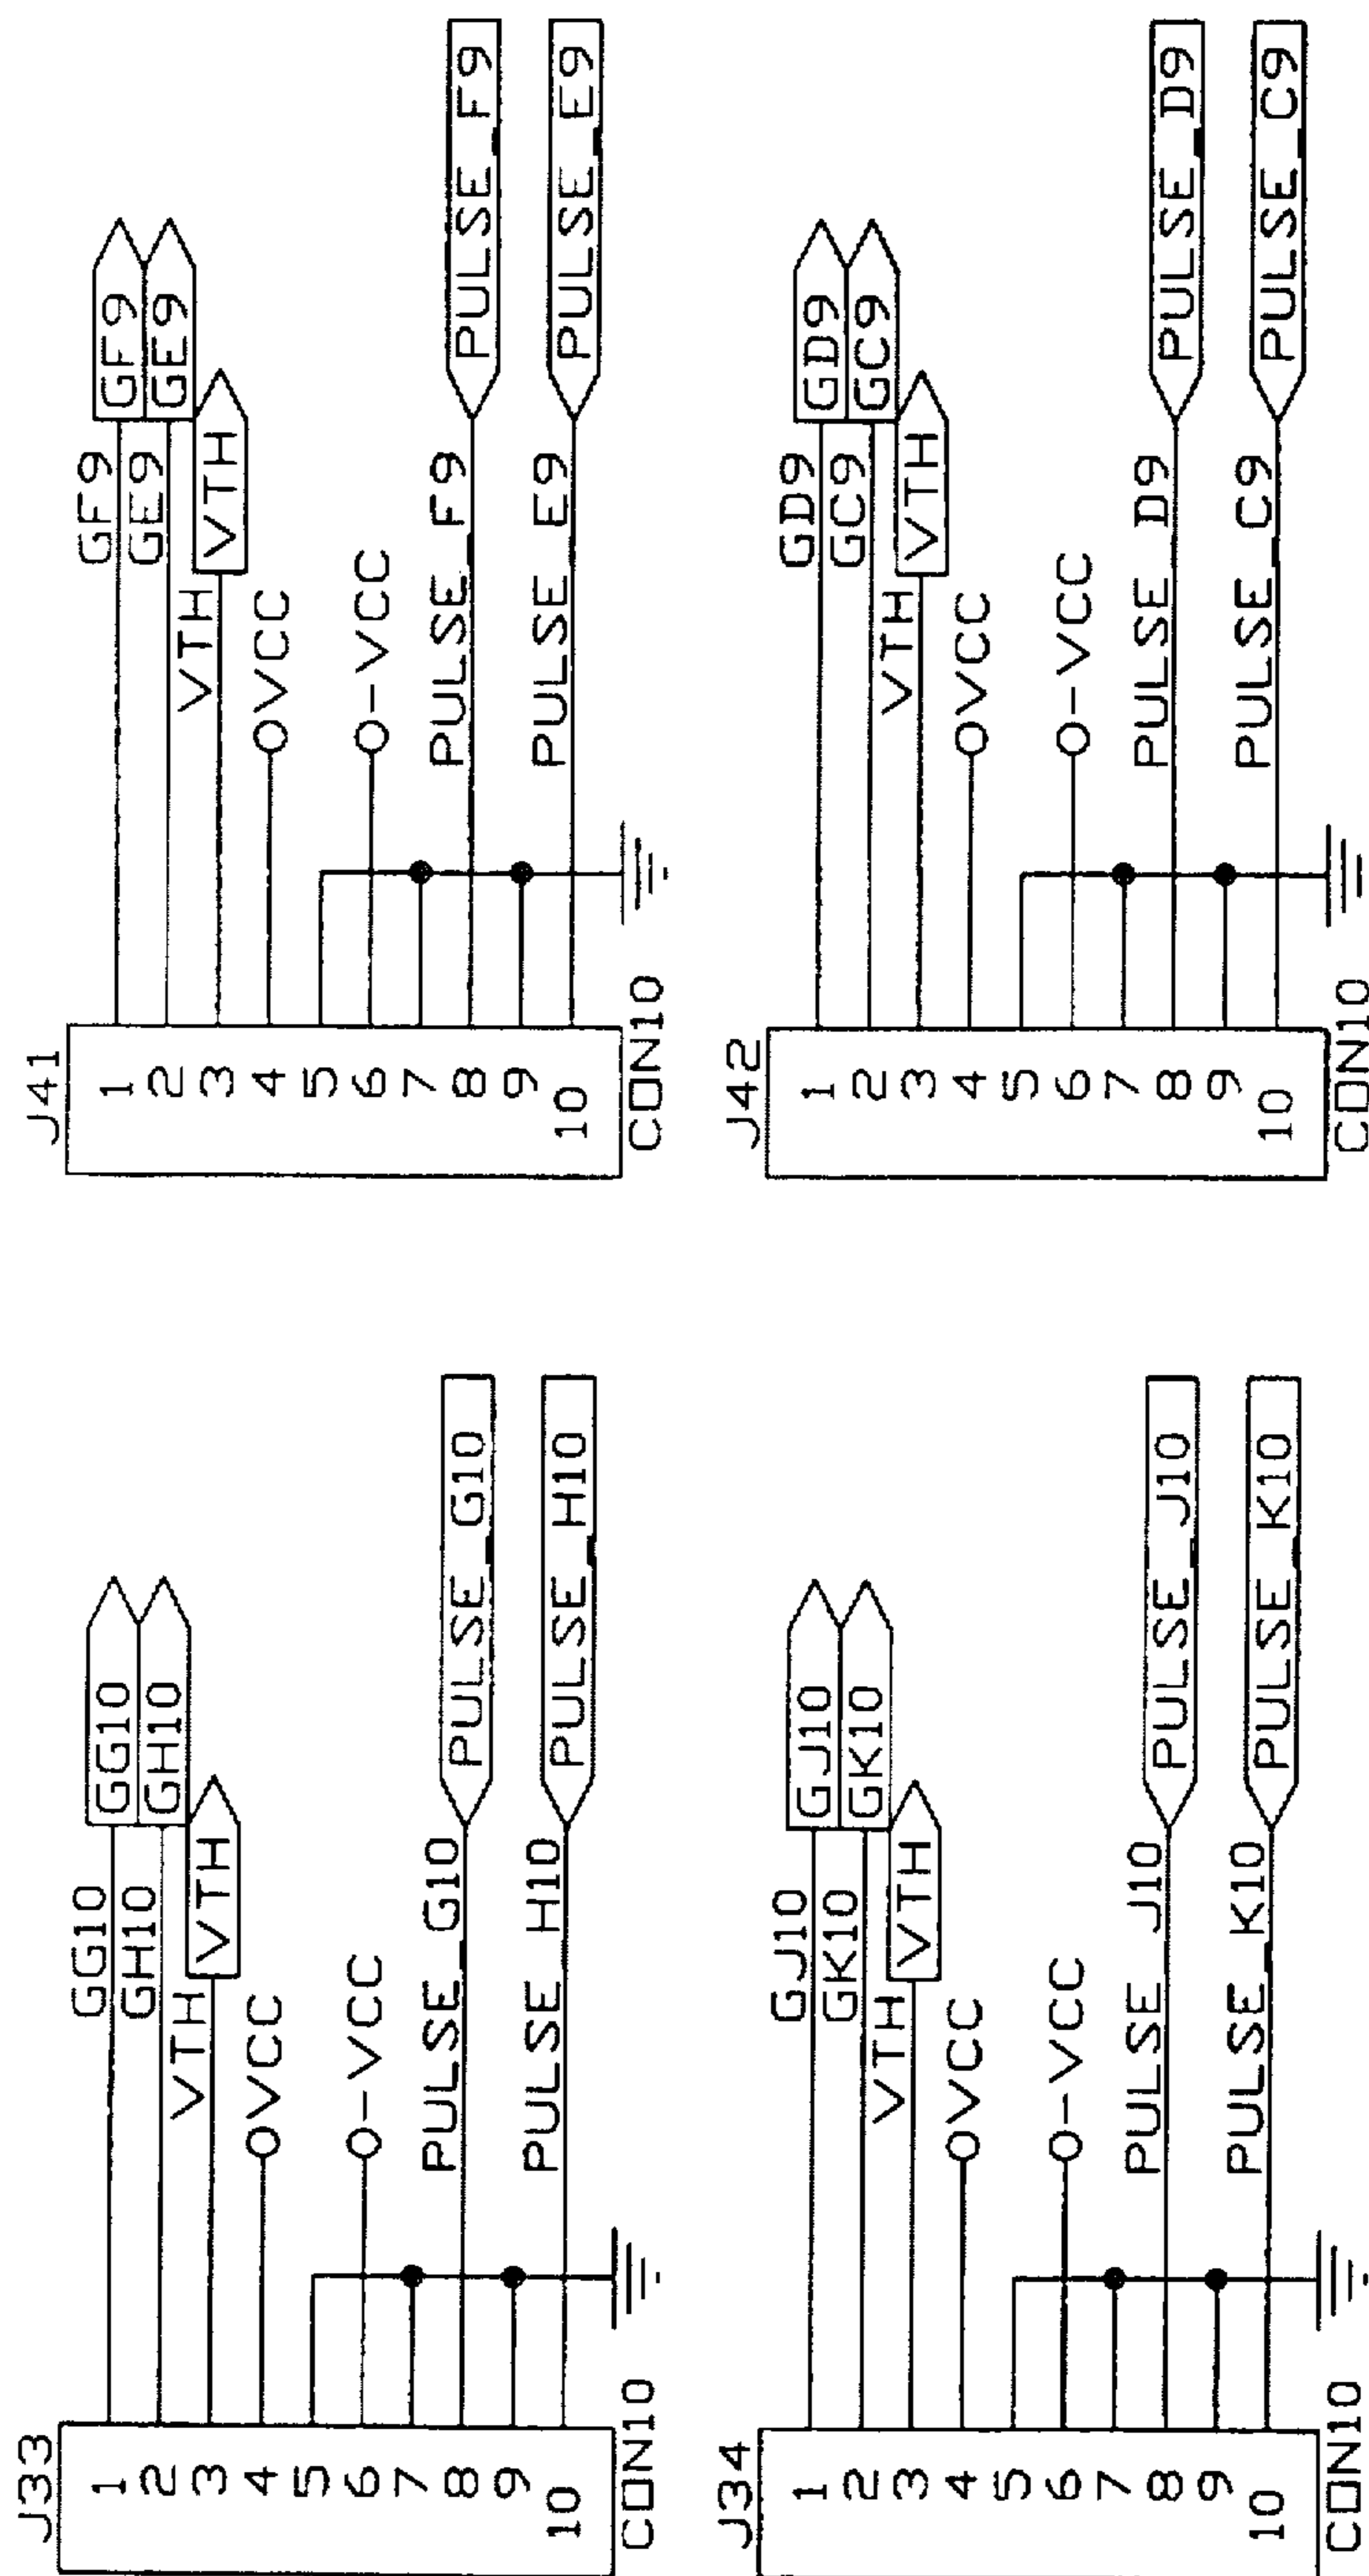 J33
1
2
3
4
5
6
7
8
9
10
CON10
GG10
GH10
VTH
GG10
GH10
VTH
VCC
-VCC
PULSE_G10
PULSE_H10
PULSE_G10
PULSE_H10
J41
1
2
3
4
5
6
7
8
9
10
CON10
GF9
GE9
VTH
GF9
GE9
VTH
VCC
-VCC
PULSE_F9
PULSE_E9
PULSE_F9
PULSE_E9
J34
1
2
3
4
5
6
7
8
9
10
CON10
GJ10
GK10
VTH
GJ10
GK10
VTH
VCC
-VCC
PULSE_J10
PULSE_K10
PULSE_J10
PULSE_K10
J42
1
2
3
4
5
6
7
8
9
10
CON10
GD9
GC9
VTH
GD9
GC9
VTH
VCC
-VCC
PULSE_D9
PULSE_C9
PULSE_D9
PULSE_C9